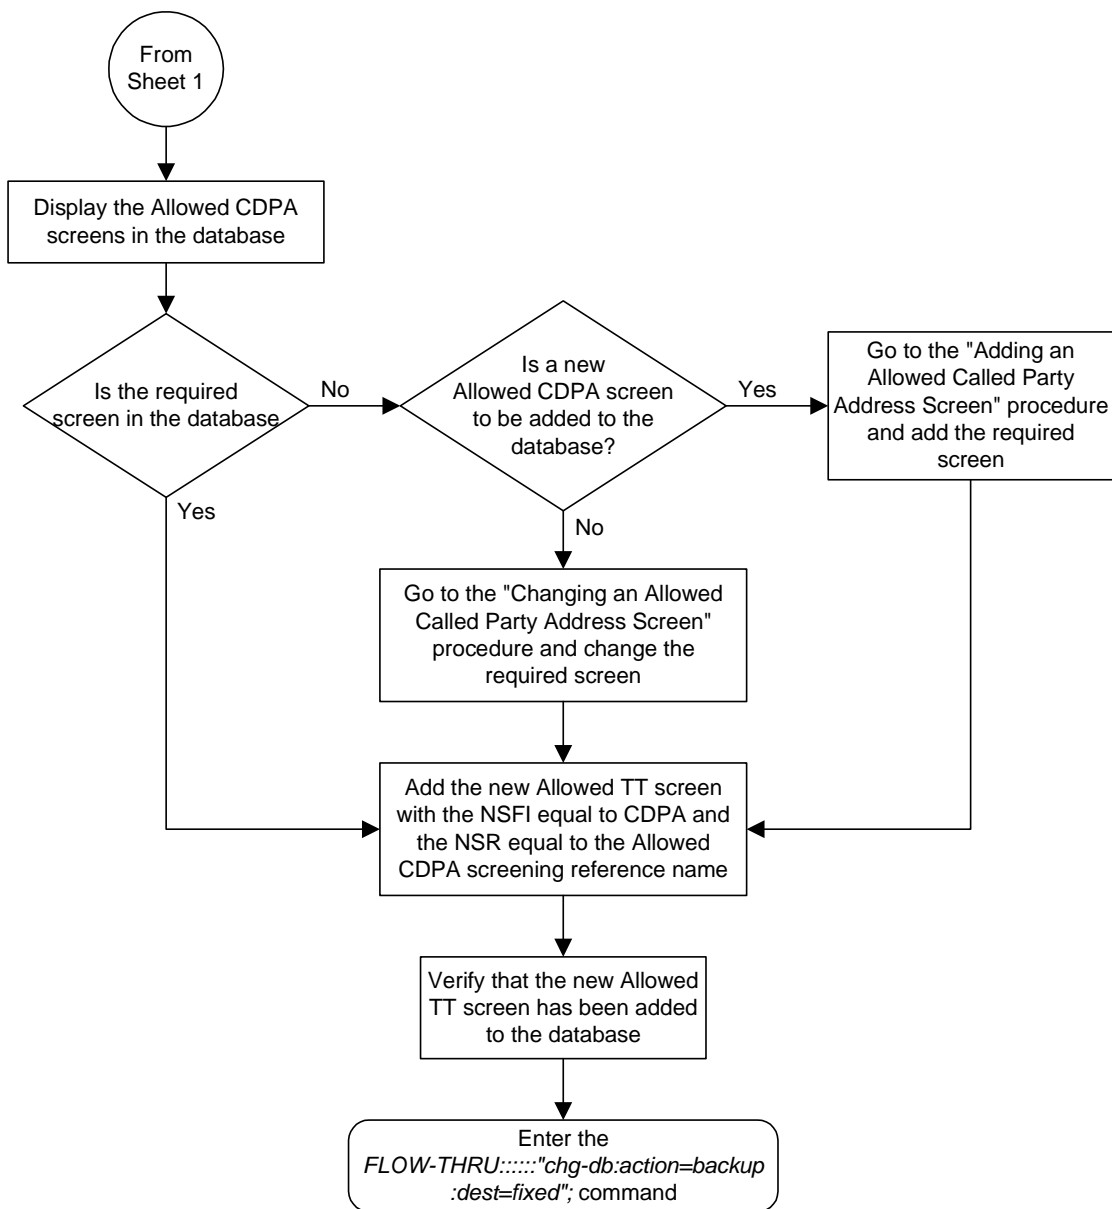 From
Sheet 1
Display the Allowed CDPA
screens in the database
Is the required
screen in the database
No
Yes
Is a new
Allowed CDPA screen
to be added to the
database?
Yes
No
Go to the "Adding an
Allowed Called Party
Address Screen" procedure
and add the required
screen
Go to the "Changing an Allowed
Called Party Address Screen"
procedure and change the
required screen
Add the new Allowed TT screen
with the NSFI equal to CDPA and
the NSR equal to the Allowed
CDPA screening reference name
Verify that the new Allowed
TT screen has been added
to the database
Enter the
FLOW-THRU::::::"chg-db:action=backup
:dest=fixed"; command